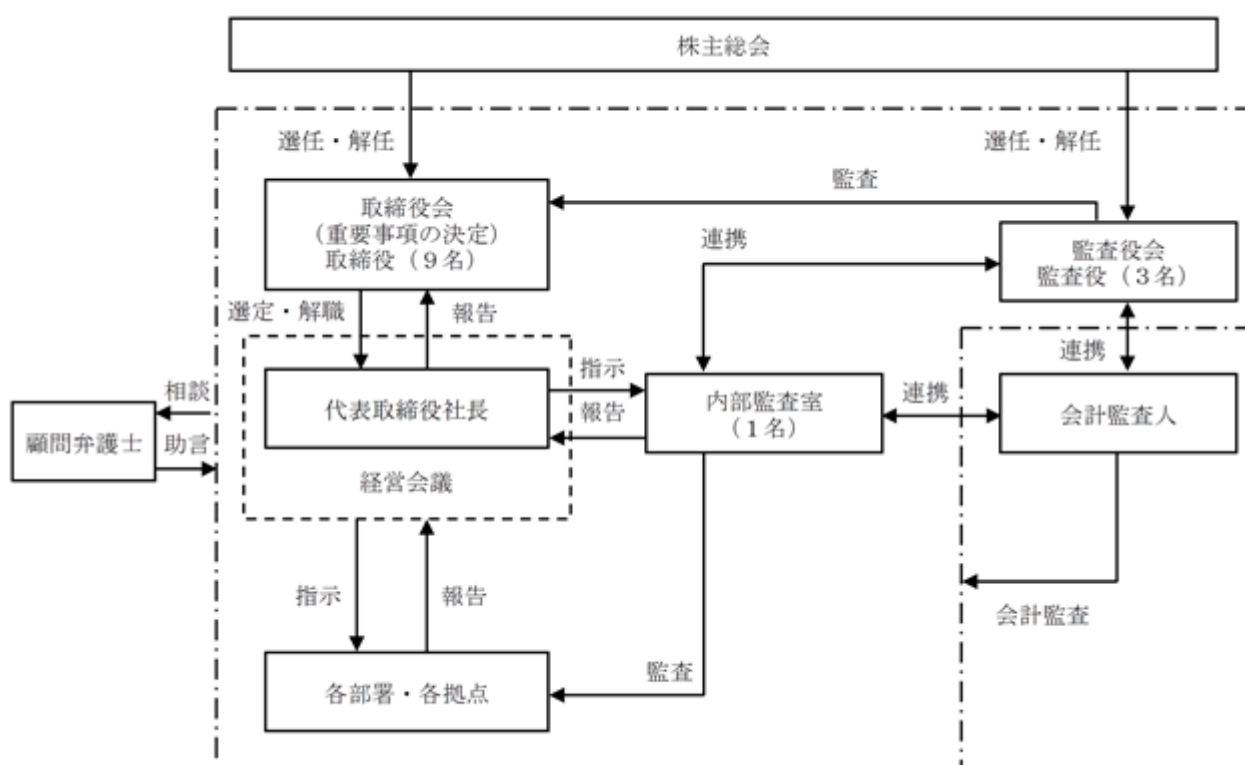 株主総会
選任・解任
選任・解任
監査
取締役会
(重要事項の決定)
取締役(9名)
連携
監査役会
監査役(3名)
選定・解職
報告
連携
指示
代表取締役社長
報告
内部監査室
(1名)
連携
会計監査人
相談
顧問弁護士
助言
経営会議
指示
報告
会計監査
各部署・各拠点
監査